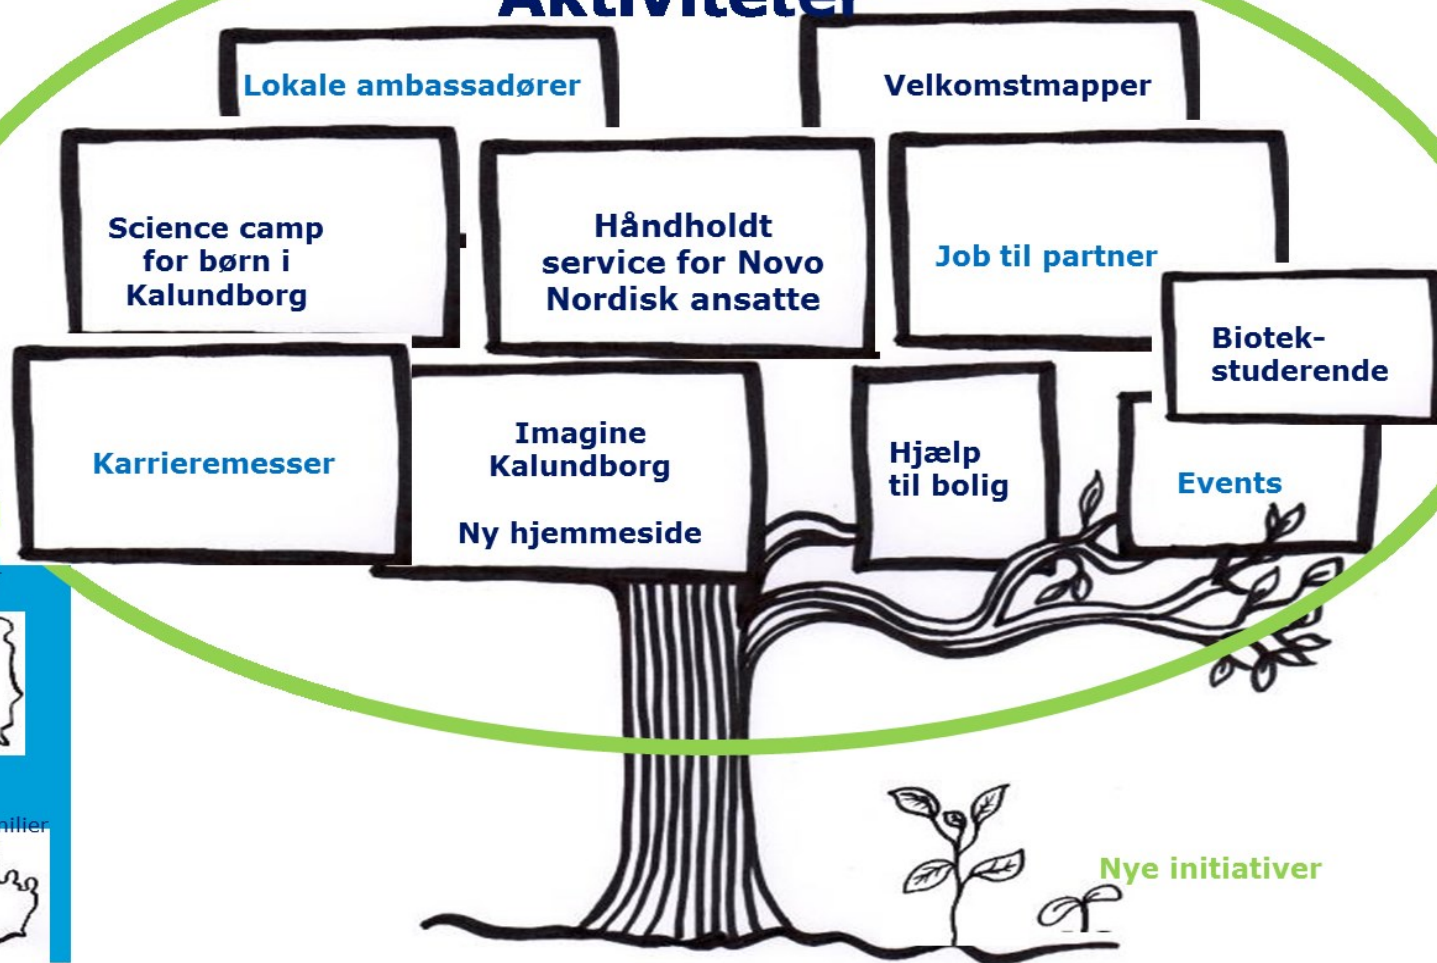 Aktiviteter
Lokale ambassadører
Velkomstmapper
Science camp
for børn i
Kalundborg
Håndholdt
service for Novo
Nordisk ansatte
Job til partner
Biotek-
studerende
Karrieremesser
Imagine
Kalundborg
Ny hjemmeside
Hjælp
til bolig
Events
Nye initiativer